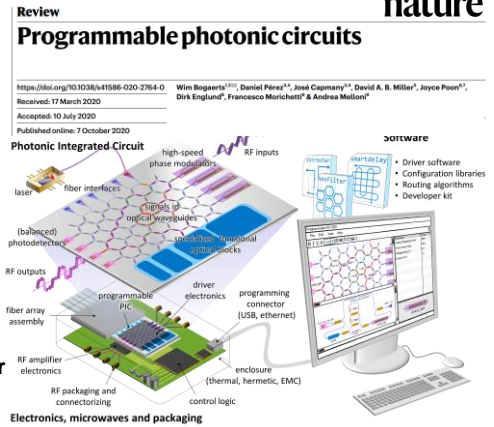 Review
nature
Programmable photonic circuits
https://doi.org/10.1038/s41586-020-2764-0
Received: 17 March 2020
Accepted: 10 July 2020
Published online: 7 October 2020
Wim Bogaerts, Daniel Pérez, José Capmany, David A. B. Miller, Joyce Poon,
Dirk Englund, Francesco Morichetti & Andrea Melloni
Photonic Integrated Circuit
high-speed
phase modulators
RF inputs
laser
fiber interfaces
signals in
optical waveguides
(balanced)
photodetectors
optical blocks
RF outputs
Software
smartdelay
• Driver software
• Configuration libraries
• Routing algorithms
• Developer kit
programmable
PIC
driver
electronics
programming
connector
(USB, ethernet)
fiber array
assembly
r
RF amplifier
electronics
enclosure
(thermal, hermetic, EMC)
RF packaging and
connectorizing
control logic
Electronics, microwaves and packaging